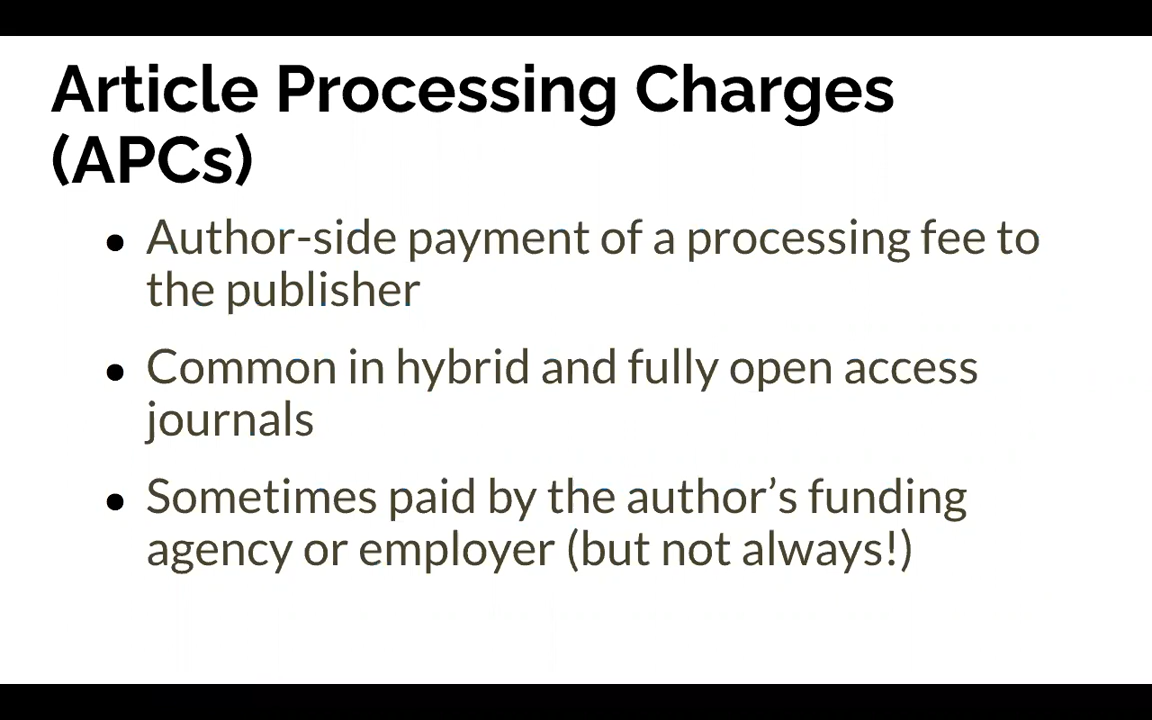 Article Processing Charges
(APCs)
● Author-side payment of a processing fee to
the publisher
● Common in hybrid and fully open access
journals
● Sometimes paid by the author’s funding
agency or employer (but not always!)